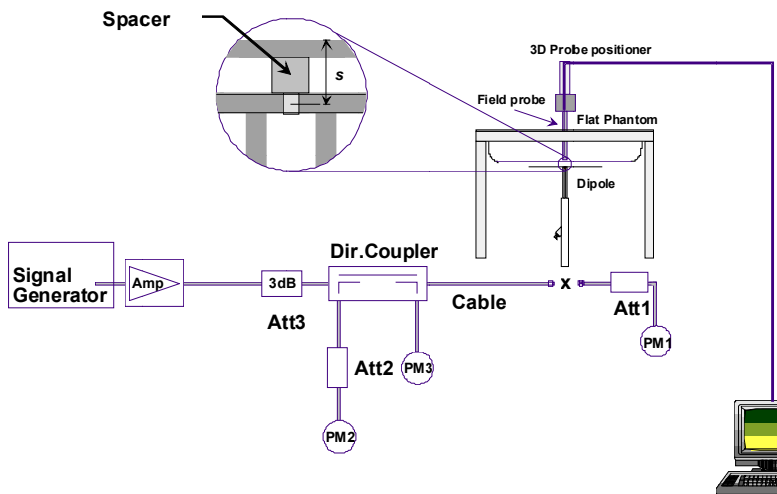 Spacer
s
3D Probe positioner
Field probe
Flat Phantom
Dipole
Dir.Coupler
Signal
Generator
Amp
3dB
Att3
Cable
x
Att1
PM1
Att2
PM3
PM2